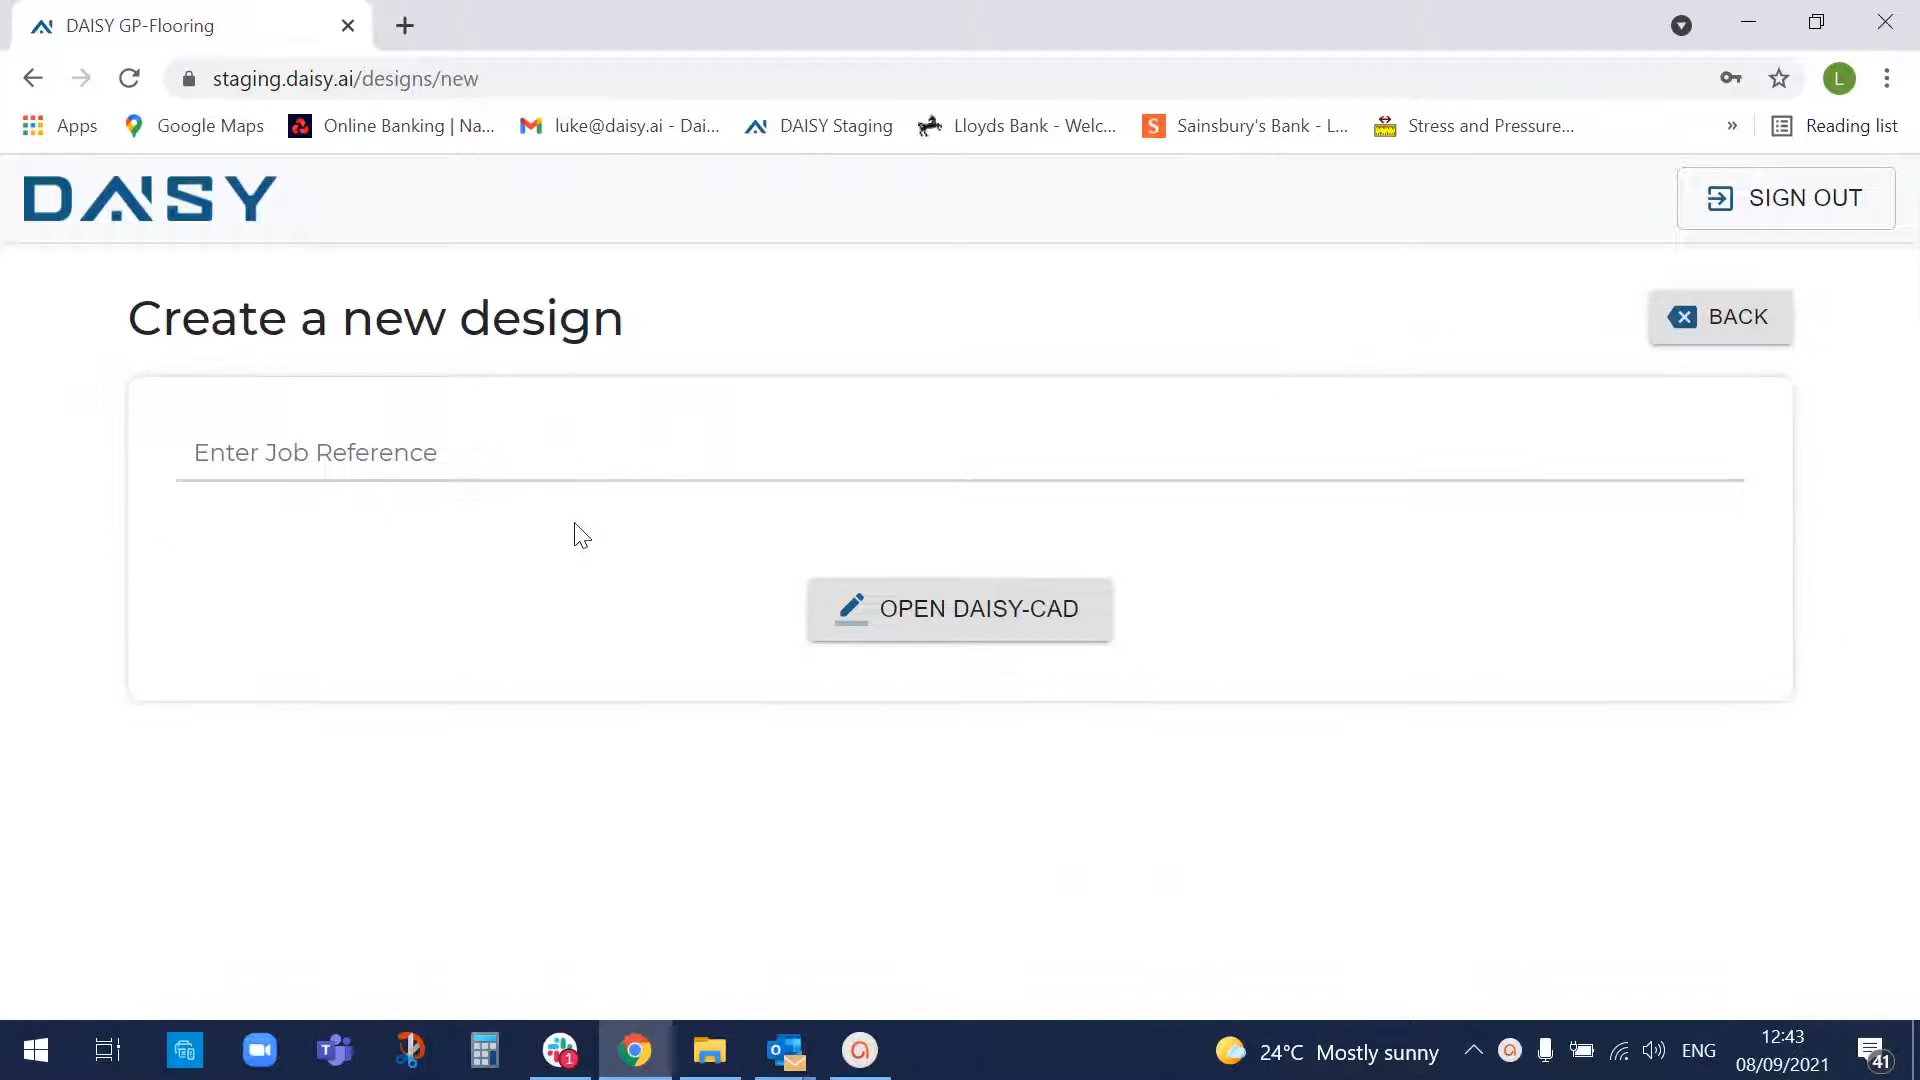 DAISY GP-Flooring
staging.daisy.ai/designs/new
L
Apps Google Maps Online Banking | Na... luke@daisy.ai - Dai... DAISY Staging Lloyds Bank - Welc... S Sainsbury's Bank - L... Stress and Pressure... » Reading list
DAISY
SIGN OUT
Create a new design
BACK
Enter Job Reference
OPEN DAISY-CAD
24°C Mostly sunny
ENG
12:43
08/09/2021
1
41